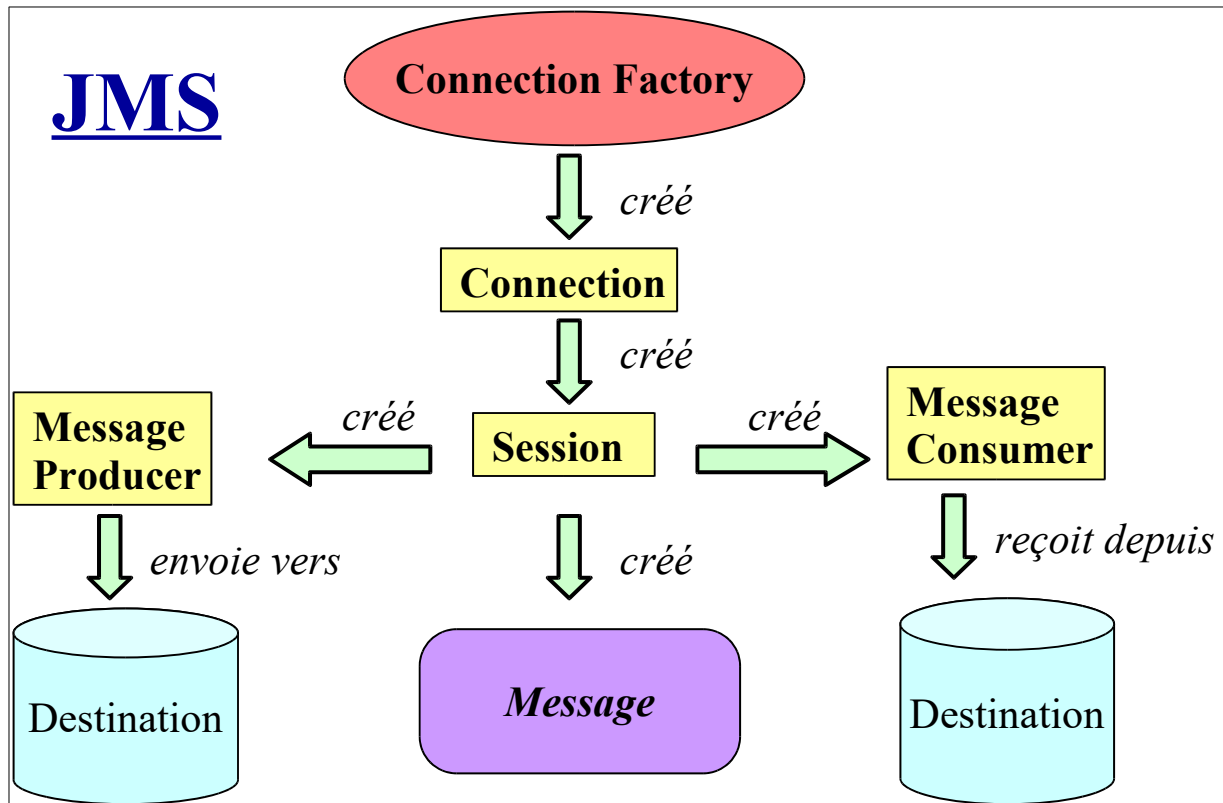 JMS
Connection Factory
créé
Connection
créé
Message
Producer
créé
Session
créé
Message
Consumer
envoie vers
créé
reçoit depuis
Destination
Message
Destination